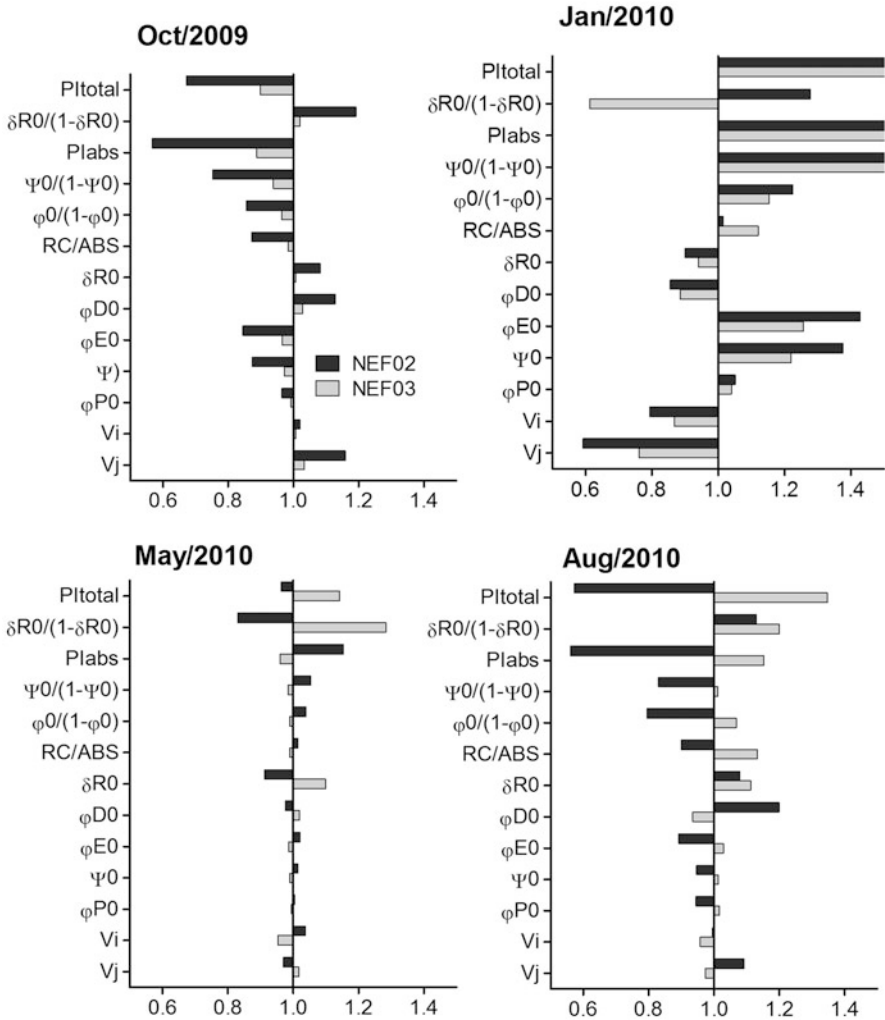 Oct/2009
PItotal
δR0/(1-δR0)
PIabs
Ψ0/(1-Ψ0)
φ0/(1-φ0)
RC/ABS
δR0
φD0
φE0
Ψ)
φP0
Vi
Vj
NEF02
NEF03
0.6 0.8 1.0 1.2 1.4
Jan/2010
PItotal
δR0/(1-δR0)
PIabs
Ψ0/(1-Ψ0)
φ0/(1-φ0)
RC/ABS
δR0
φD0
φE0
Ψ0
φP0
Vi
Vj
0.6 0.8 1.0 1.2 1.4
May/2010
PItotal
δR0/(1-δR0)
PIabs
Ψ0/(1-Ψ0)
φ0/(1-φ0)
RC/ABS
δR0
φD0
φE0
Ψ0
φP0
Vi
Vj
0.6 0.8 1.0 1.2 1.4
Aug/2010
PItotal
δR0/(1-δR0)
PIabs
Ψ0/(1-Ψ0)
φ0/(1-φ0)
RC/ABS
δR0
φD0
φE0
Ψ0
φP0
Vi
Vj
0.6 0.8 1.0 1.2 1.4